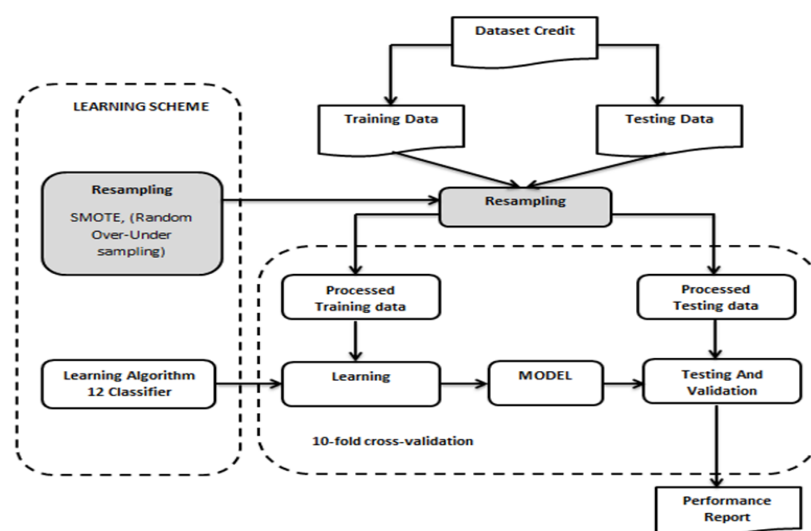 Dataset Credit
LEARNING SCHEME
Training Data
Testing Data
Resampling
SMOTE, (Random
Over-Under
sampling)
Resampling
Processed
Training data
Processed
Testing data
Learning Algorithm
12 Classifier
Learning
MODEL
Testing And
Validation
10-fold cross-validation
Performance
Report